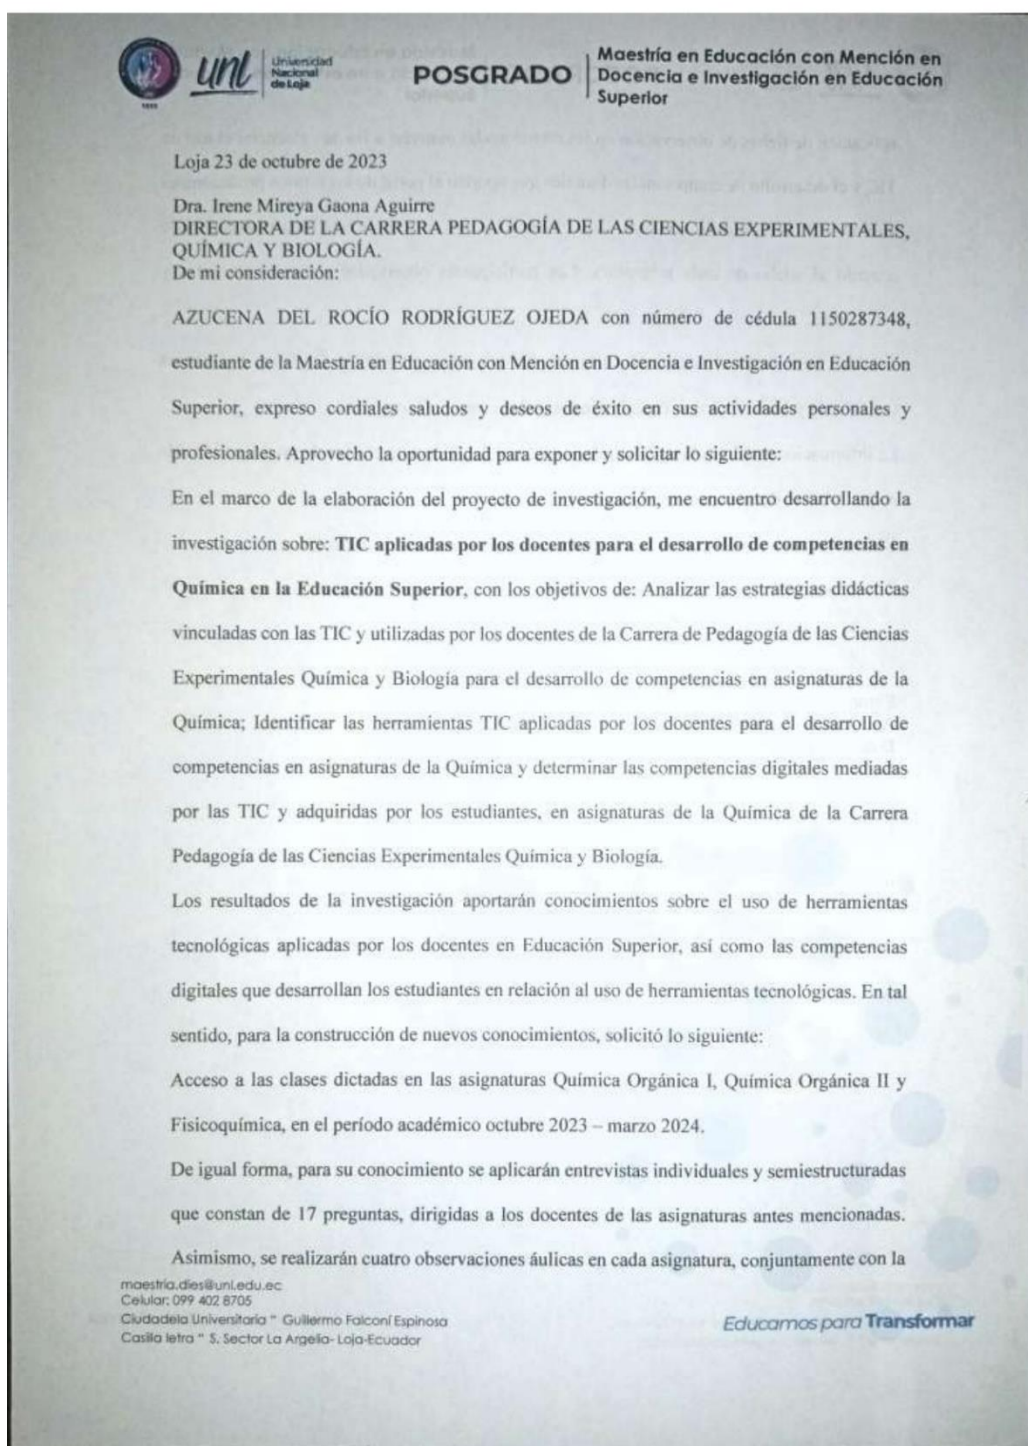 unl
Universidad
Nacional
de Loja
1859
POSGRADO
Maestría en Educación con Mención en
Docencia e Investigación en Educación
Superior
Loja 23 de octubre de 2023
Dra. Irene Mireya Gaona Aguirre
DIRECTORA DE LA CARRERA PEDAGOGÍA DE LAS CIENCIAS EXPERIMENTALES,
QUÍMICA Y BIOLOGÍA.
De mi consideración:
AZUCENA DEL ROCÍO RODRÍGUEZ OJEDA con número de cédula 1150287348,
estudiante de la Maestría en Educación con Mención en Docencia e Investigación en Educación
Superior, expreso cordiales saludos y deseos de éxito en sus actividades personales y
profesionales. Aprovecho la oportunidad para exponer y solicitar lo siguiente:
En el marco de la elaboración del proyecto de investigación, me encuentro desarrollando la
investigación sobre: TIC aplicadas por los docentes para el desarrollo de competencias en
Química en la Educación Superior, con los objetivos de: Analizar las estrategias didácticas
vinculadas con las TIC y utilizadas por los docentes de la Carrera de Pedagogía de las Ciencias
Experimentales Química y Biología para el desarrollo de competencias en asignaturas de la
Química; Identificar las herramientas TIC aplicadas por los docentes para el desarrollo de
competencias en asignaturas de la Química y determinar las competencias digitales mediadas
por las TIC y adquiridas por los estudiantes, en asignaturas de la Química de la Carrera
Pedagogía de las Ciencias Experimentales Química y Biología.
Los resultados de la investigación aportarán conocimientos sobre el uso de herramientas
tecnológicas aplicadas por los docentes en Educación Superior, así como las competencias
digitales que desarrollan los estudiantes en relación al uso de herramientas tecnológicas. En tal
sentido, para la construcción de nuevos conocimientos, solicitó lo siguiente:
Acceso a las clases dictadas en las asignaturas Química Orgánica I, Química Orgánica II y
Fisicoquímica, en el período académico octubre 2023 – marzo 2024.
De igual forma, para su conocimiento se aplicarán entrevistas individuales y semiestructuradas
que constan de 17 preguntas, dirigidas a los docentes de las asignaturas antes mencionadas.
Asimismo, se realizarán cuatro observaciones áulicas en cada asignatura, conjuntamente con la
maestria.dies@unl.edu.ec
Celular: 099 402 8705
Ciudadela Universitaria " Guillermo Falconí Espinosa
Casilla letra " S, Sector La Argelia- Loja-Ecuador
Educamos para Transformar